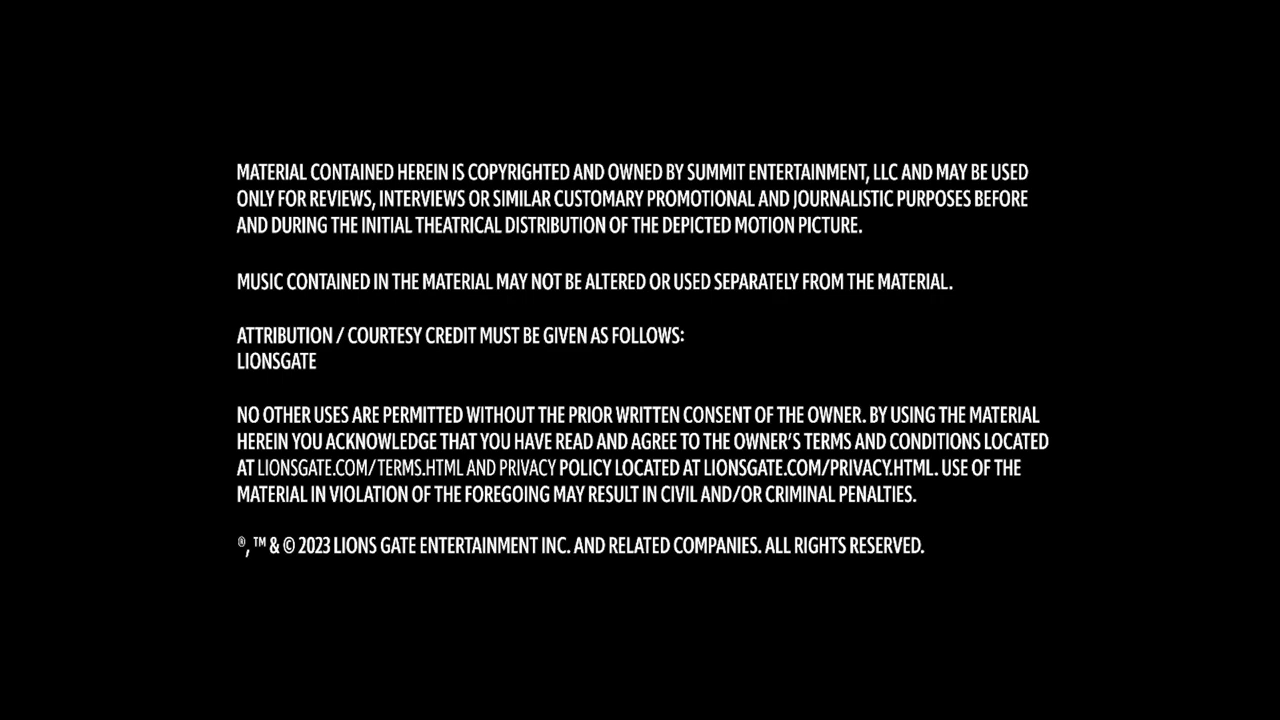 MATERIAL CONTAINED HEREIN IS COPYRIGHTED AND OWNED BY SUMMIT ENTERTAINMENT, LLC AND MAY BE USED
ONLY FOR REVIEWS, INTERVIEWS OR SIMILAR CUSTOMARY PROMOTIONAL AND JOURNALISTIC PURPOSES BEFORE
AND DURING THE INITIAL THEATRICAL DISTRIBUTION OF THE DEPICTED MOTION PICTURE.
MUSIC CONTAINED IN THE MATERIAL MAY NOT BE ALTERED OR USED SEPARATELY FROM THE MATERIAL.
ATTRIBUTION / COURTESY CREDIT MUST BE GIVEN AS FOLLOWS:
LIONSGATE
NO OTHER USES ARE PERMITTED WITHOUT THE PRIOR WRITTEN CONSENT OF THE OWNER. BY USING THE MATERIAL
HEREIN YOU ACKNOWLEDGE THAT YOU HAVE READ AND AGREE TO THE OWNER'S TERMS AND CONDITIONS LOCATED
AT LIONSGATE.COM/TERMS.HTML AND PRIVACY POLICY LOCATED AT LIONSGATE.COM/PRIVACY.HTML. USE OF THE
MATERIAL IN VIOLATION OF THE FOREGOING MAY RESULT IN CIVIL AND/OR CRIMINAL PENALTIES.
®, ™ & © 2023 LIONS GATE ENTERTAINMENT INC. AND RELATED COMPANIES. ALL RIGHTS RESERVED.